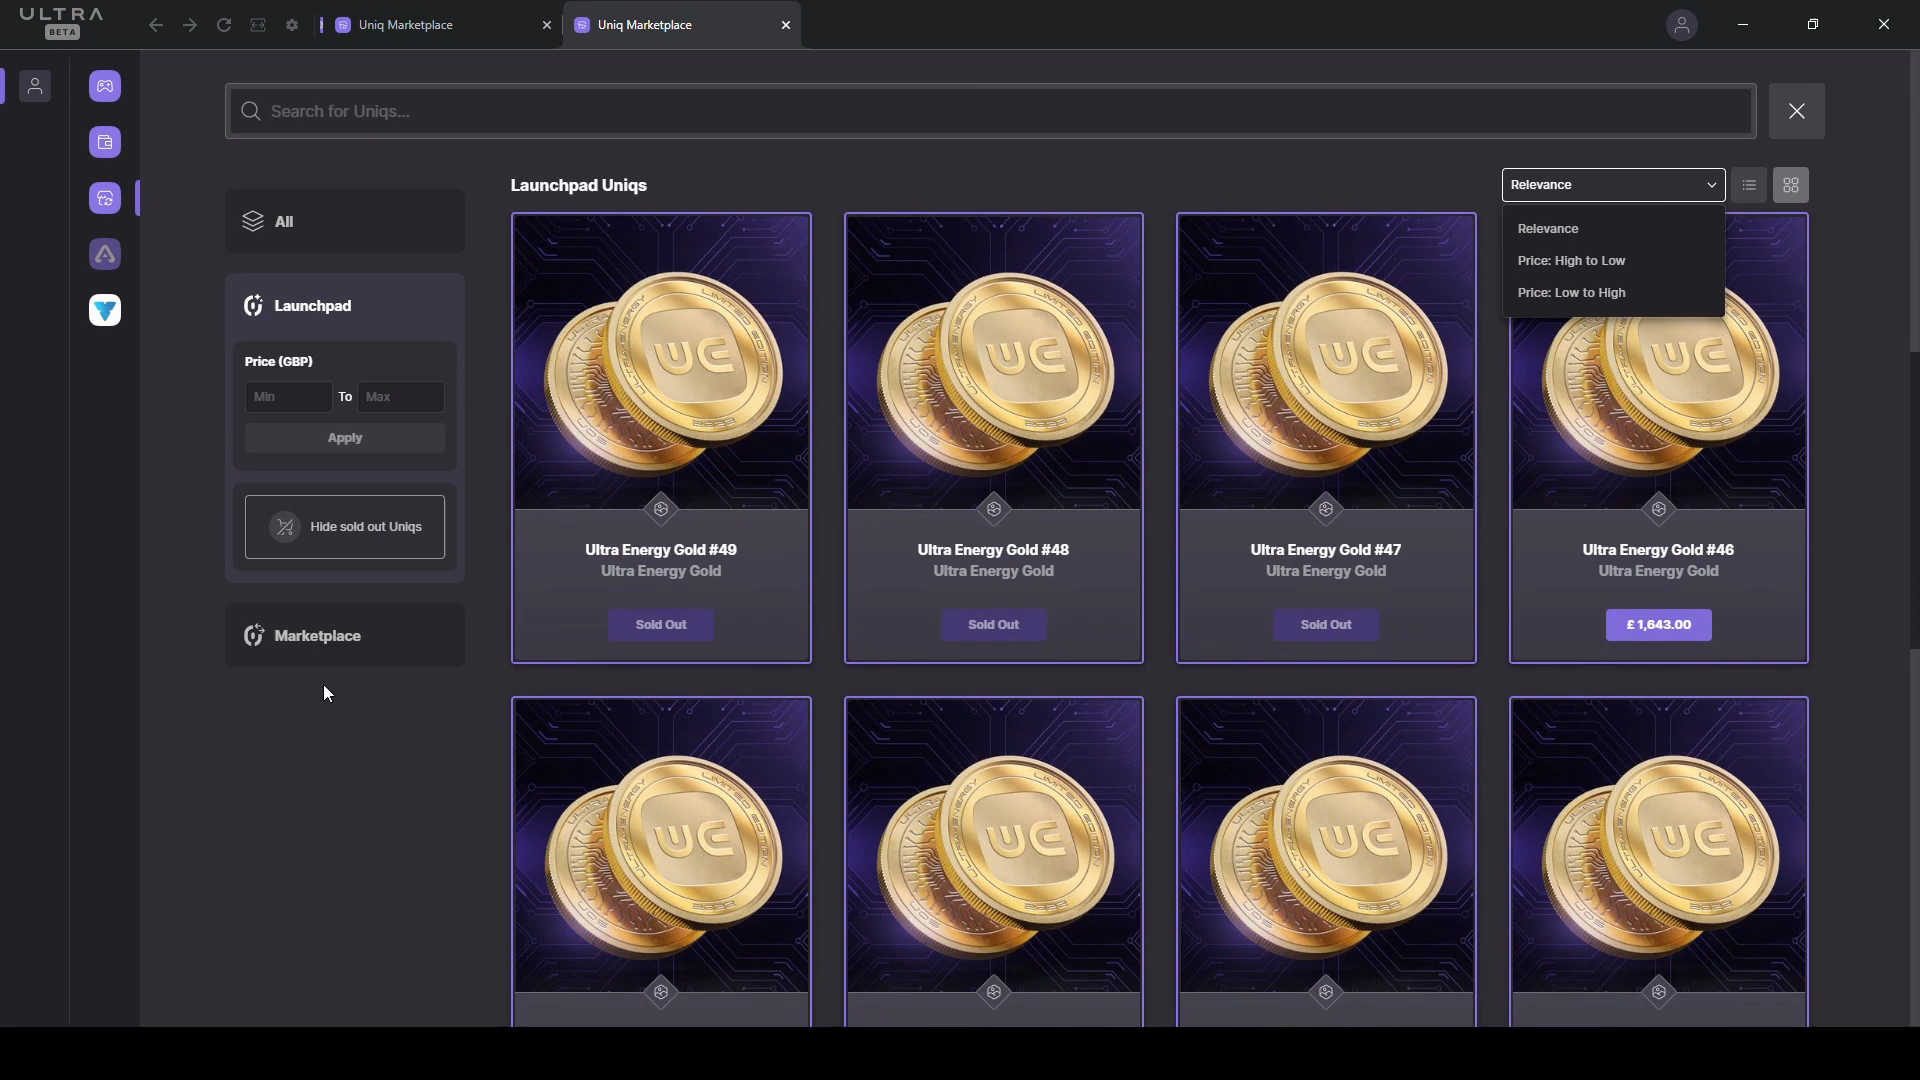 ULTRA
BETA
Uniq Marketplace
Uniq Marketplace
Search for Uniqs...
Launchpad Uniqs
Relevance
Relevance
Price: High to Low
Price: Low to High
All
Launchpad
Price (GBP)
Min To Max
Apply
Hide sold out Uniqs
Marketplace
Ultra Energy Gold #49
Ultra Energy Gold
Sold Out
Ultra Energy Gold #48
Ultra Energy Gold
Sold Out
Ultra Energy Gold #47
Ultra Energy Gold
Sold Out
Ultra Energy Gold #46
Ultra Energy Gold
£ 1,643.00